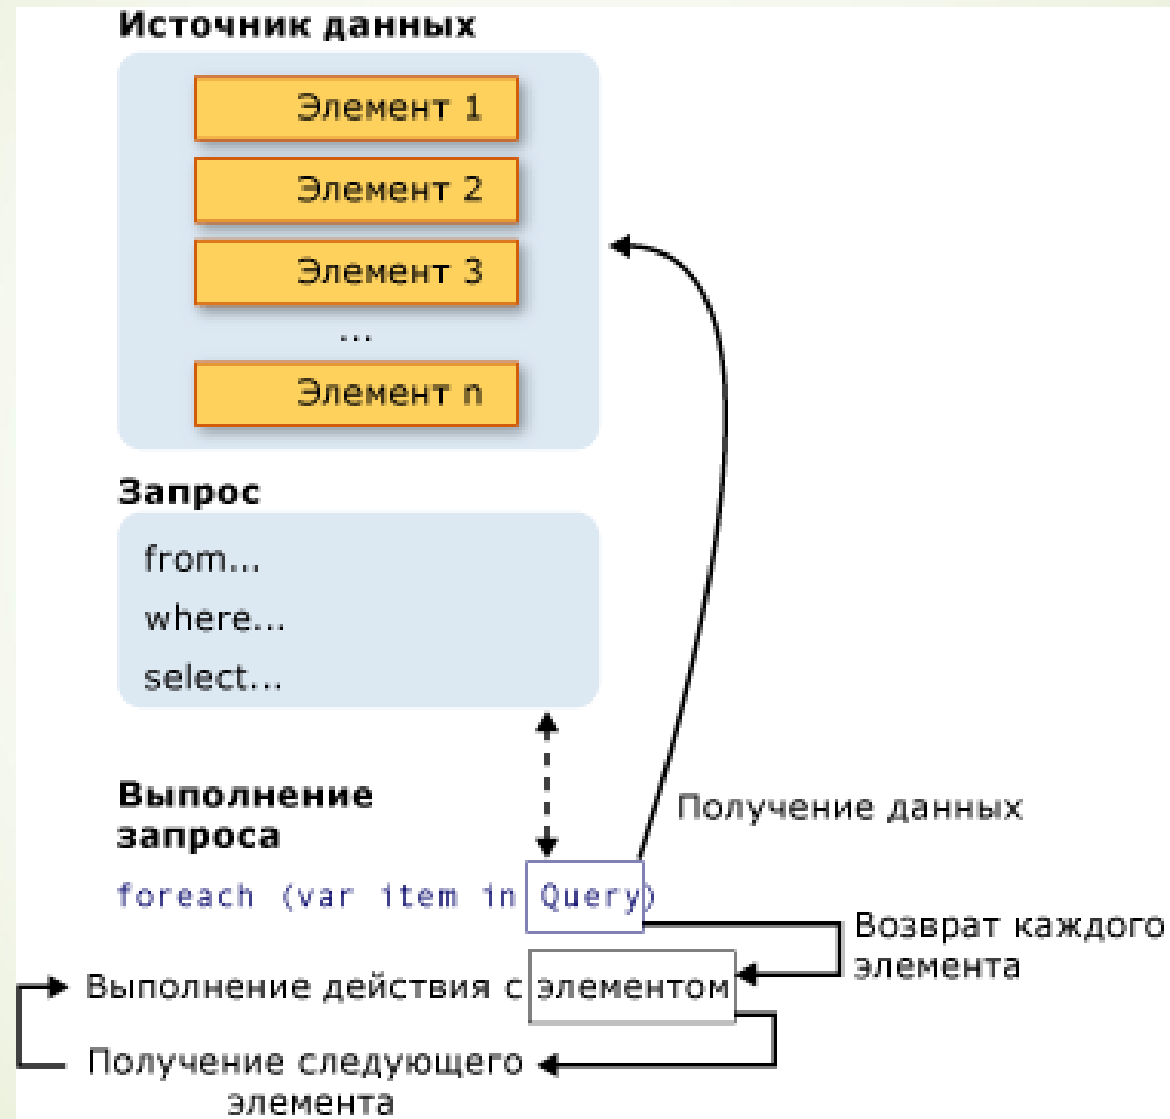 Источник данных
Элемент 1
Элемент 2
Элемент 3
...
Элемент n
Запрос
from...
where...
select...
Выполнение
запроса
Получение данных
foreach (var item in Query)
Возврат каждого
элемента
Выполнение действия с элементом
Получение следующего
элемента